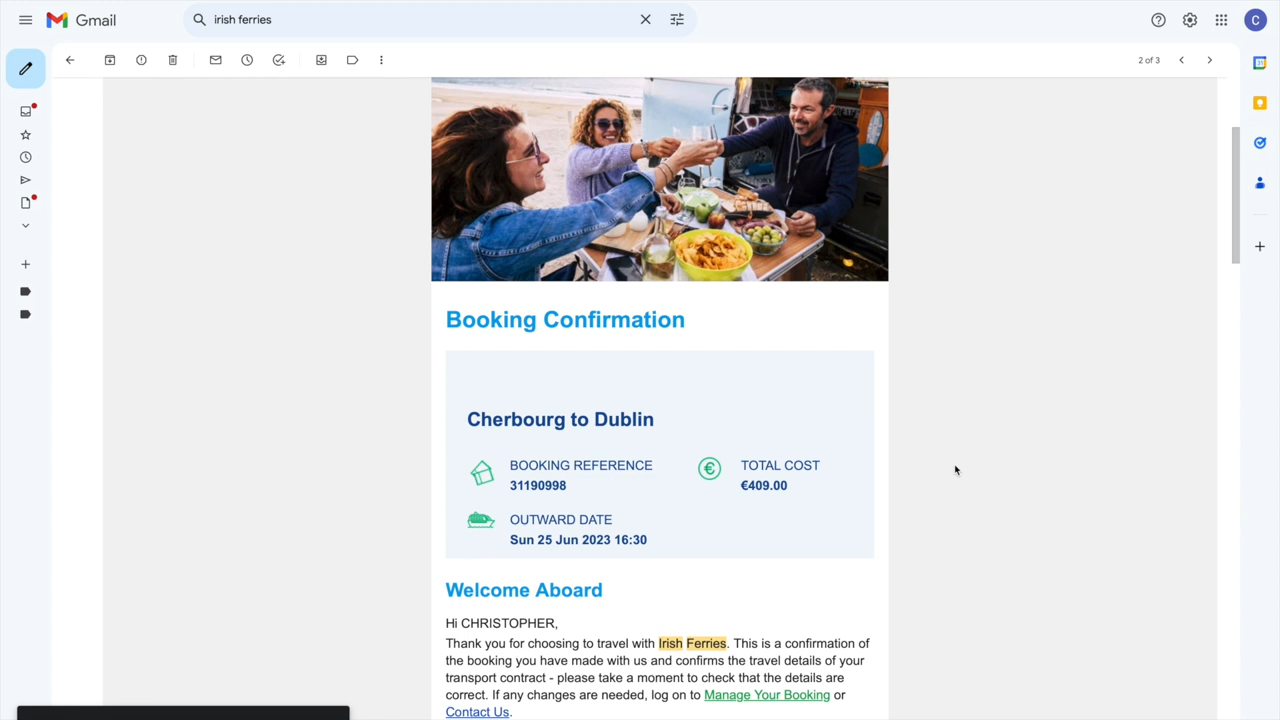 Gmail
irish ferries
C
2 of 3
Booking Confirmation
Cherbourg to Dublin
BOOKING REFERENCE
31190998
TOTAL COST
€409.00
OUTWARD DATE
Sun 25 Jun 2023 16:30
Welcome Aboard
Hi CHRISTOPHER,
Thank you for choosing to travel with Irish Ferries. This is a confirmation of
the booking you have made with us and confirms the travel details of your
transport contract - please take a moment to check that the details are
correct. If any changes are needed, log on to Manage Your Booking or
Contact Us.